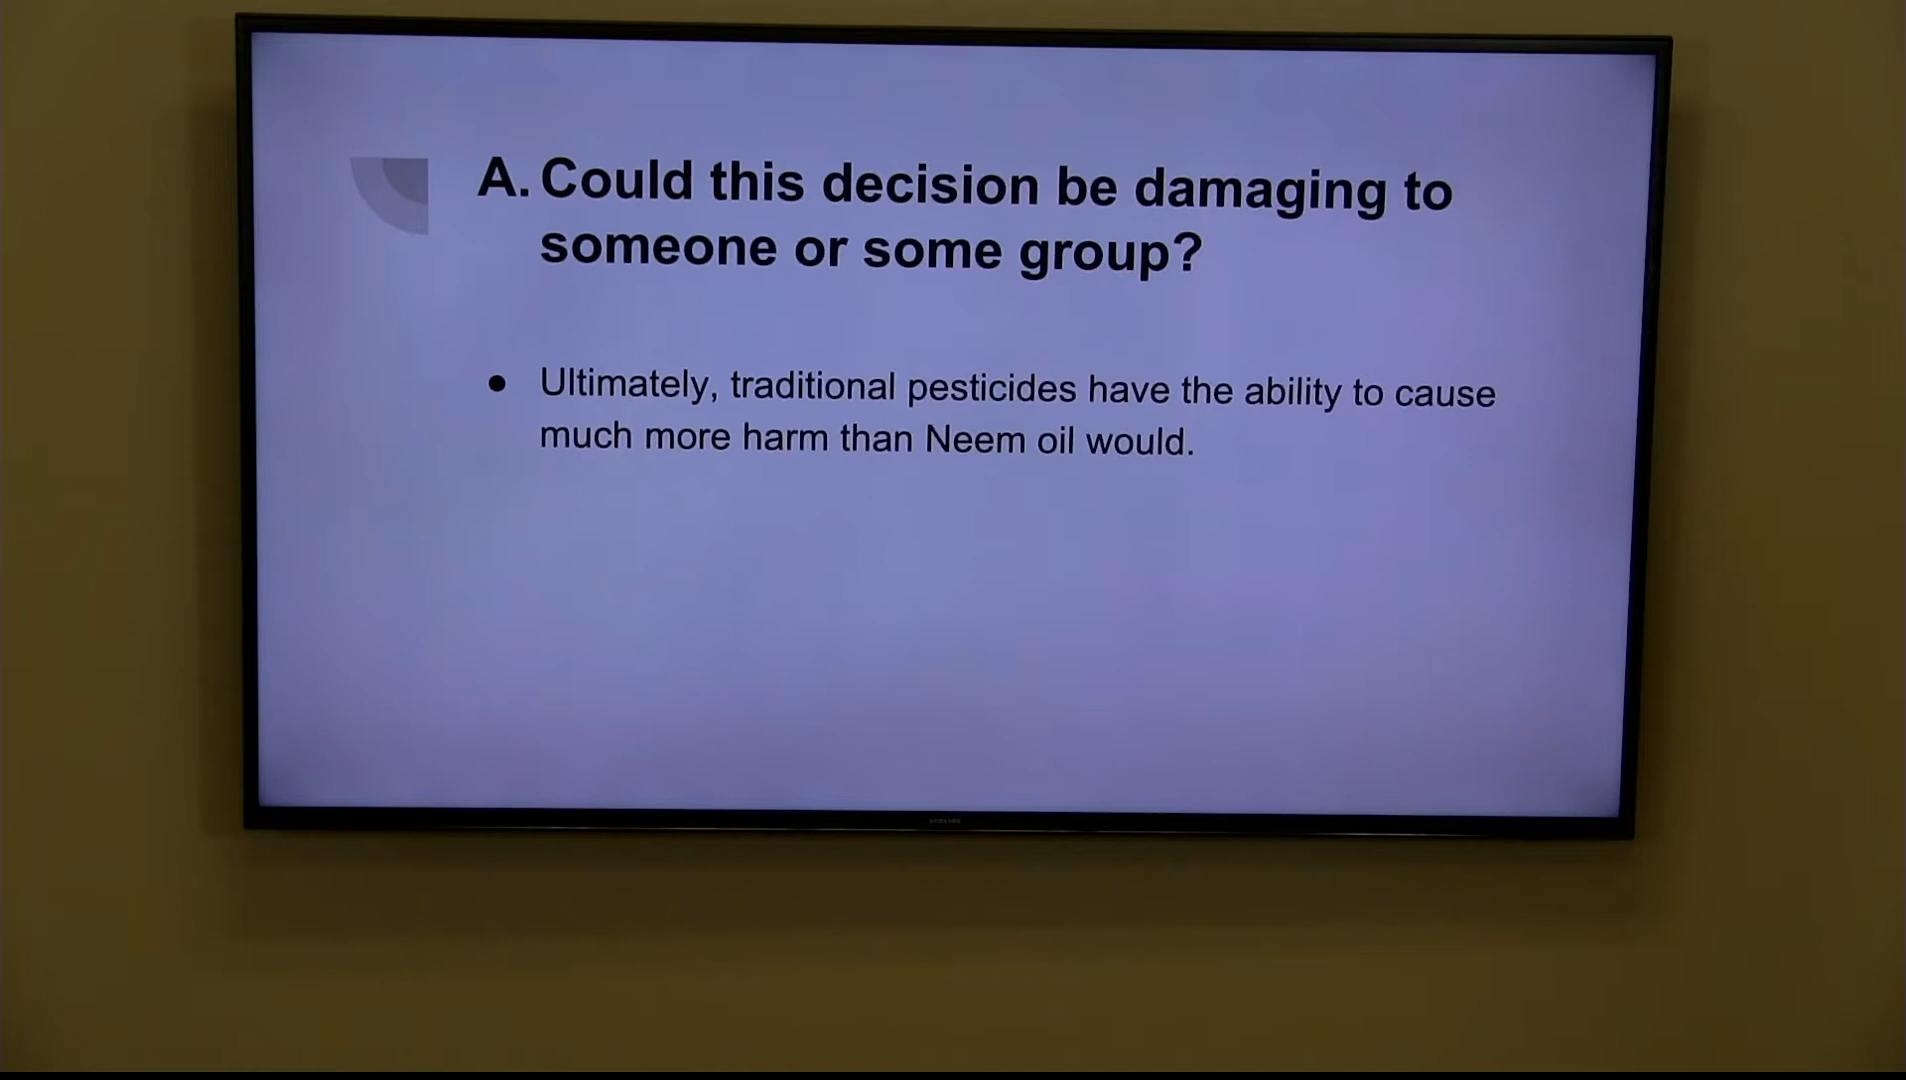 A. Could this decision be damaging to
someone or some group?
● Ultimately, traditional pesticides have the ability to cause
much more harm than Neem oil would.
SAMSUNG